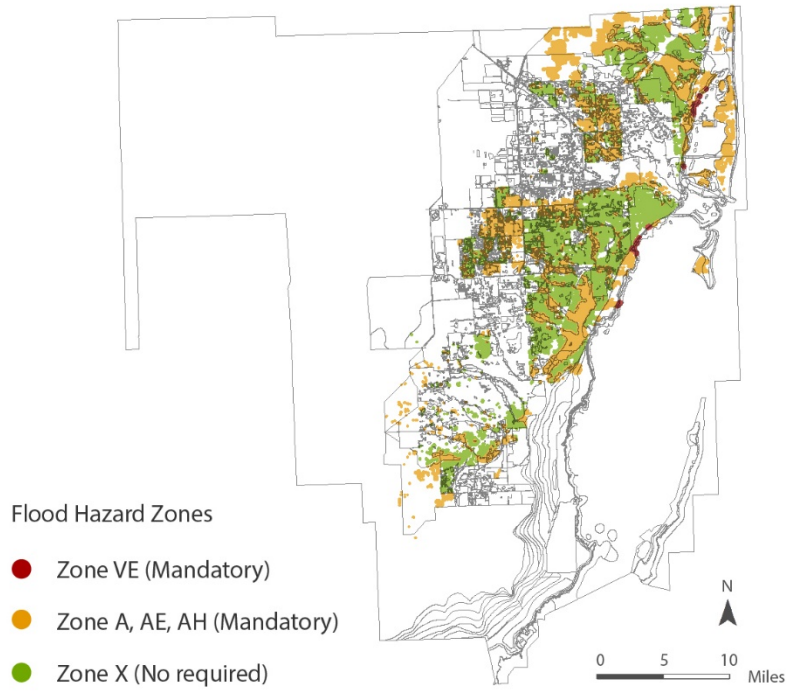 Flood Hazard Zones
Zone VE (Mandatory)
Zone A, AE, AH (Mandatory)
Zone X (No required)
N
0 5 10
Miles